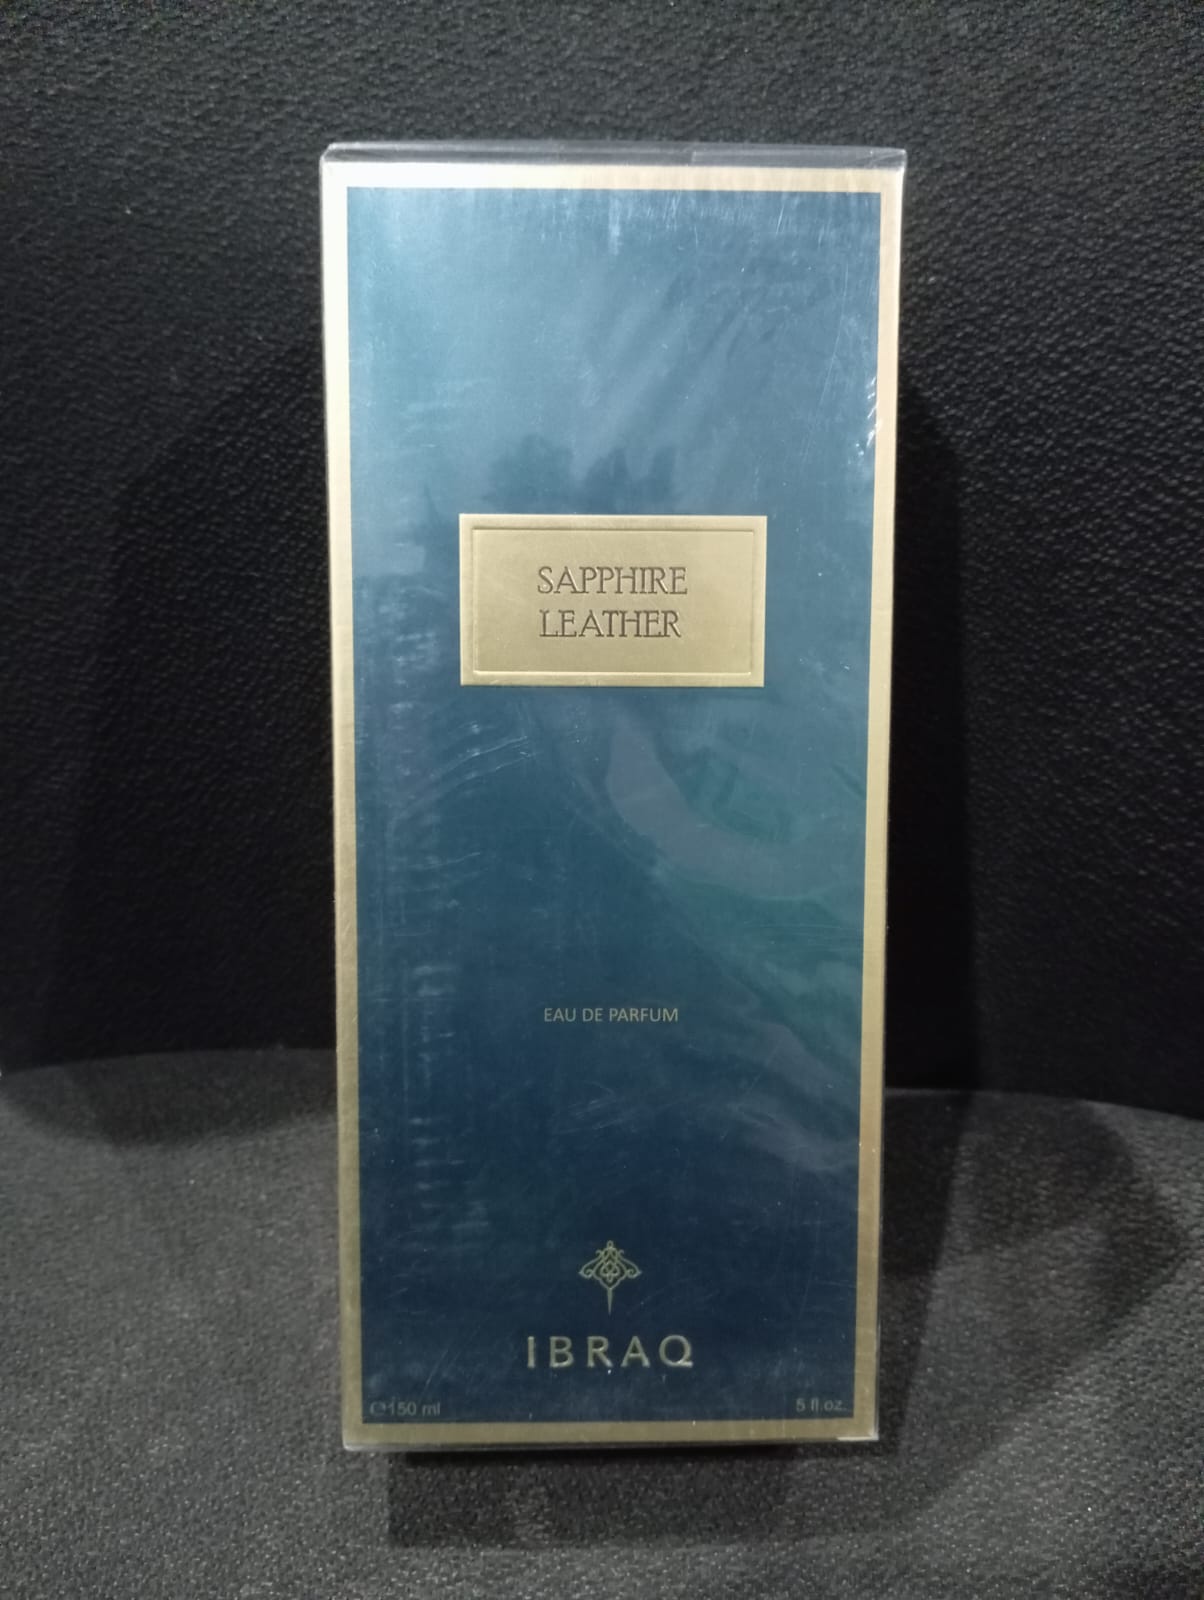 SAPPHIRE
LEATHER
EAU DE PARFUM
IBRAQ
℮150 ml 5 fl.oz.